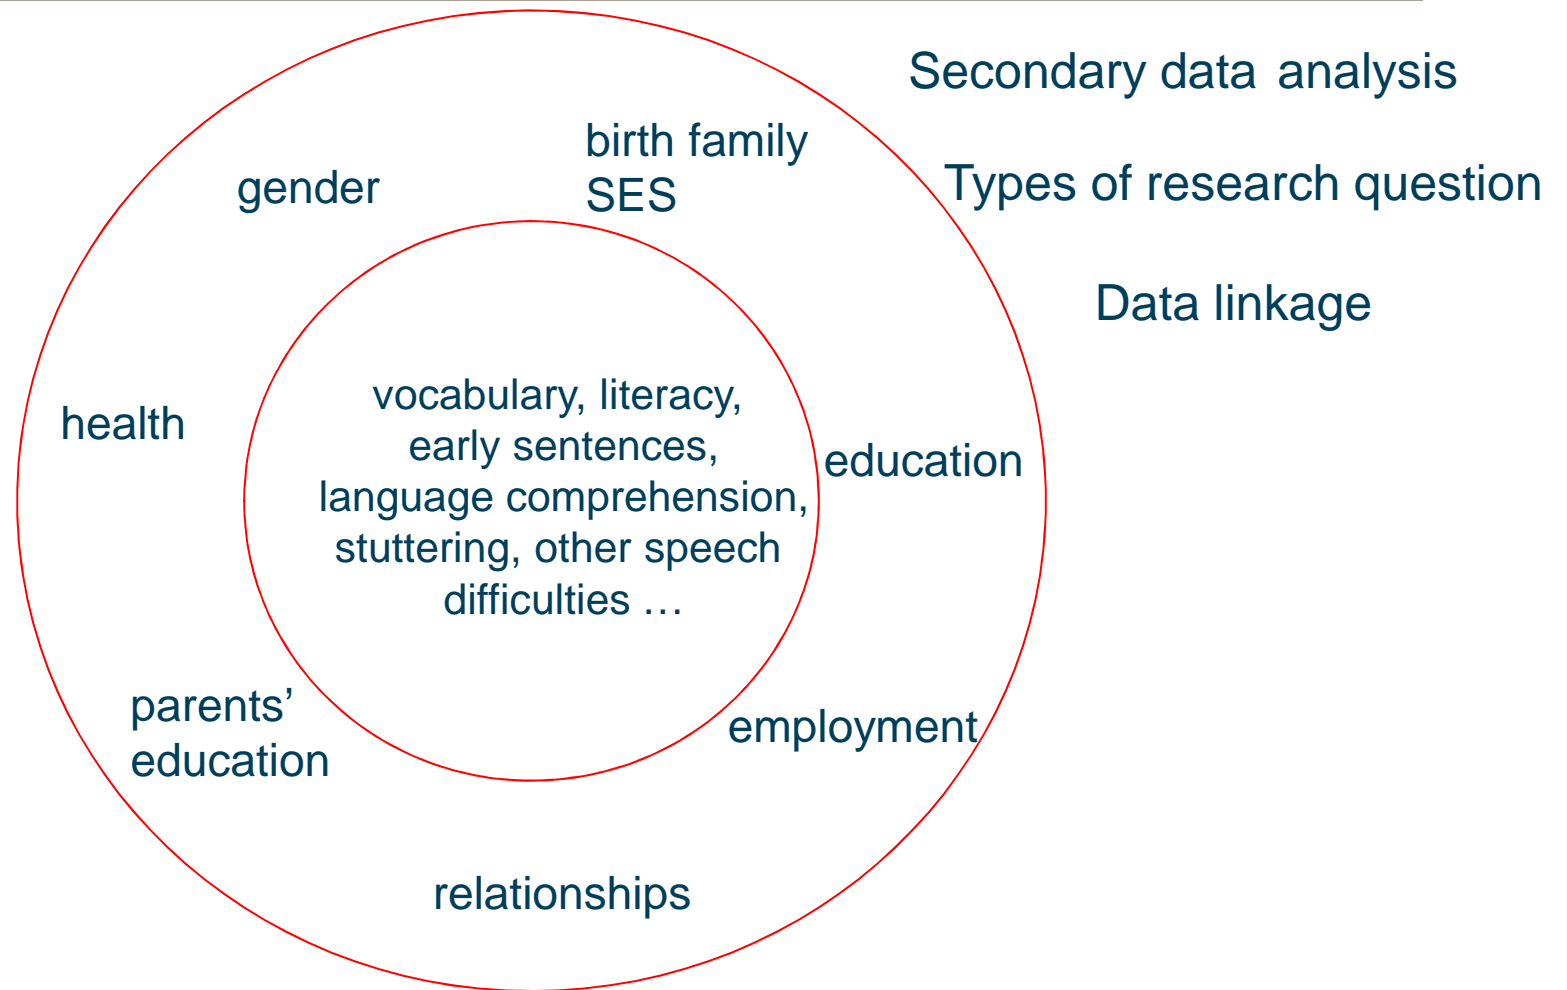 Secondary data analysis
Types of research question
Data linkage
gender
birth family
SES
health
vocabulary, literacy,
early sentences,
language comprehension,
stuttering, other speech
difficulties …
education
parents’
education
employment
relationships